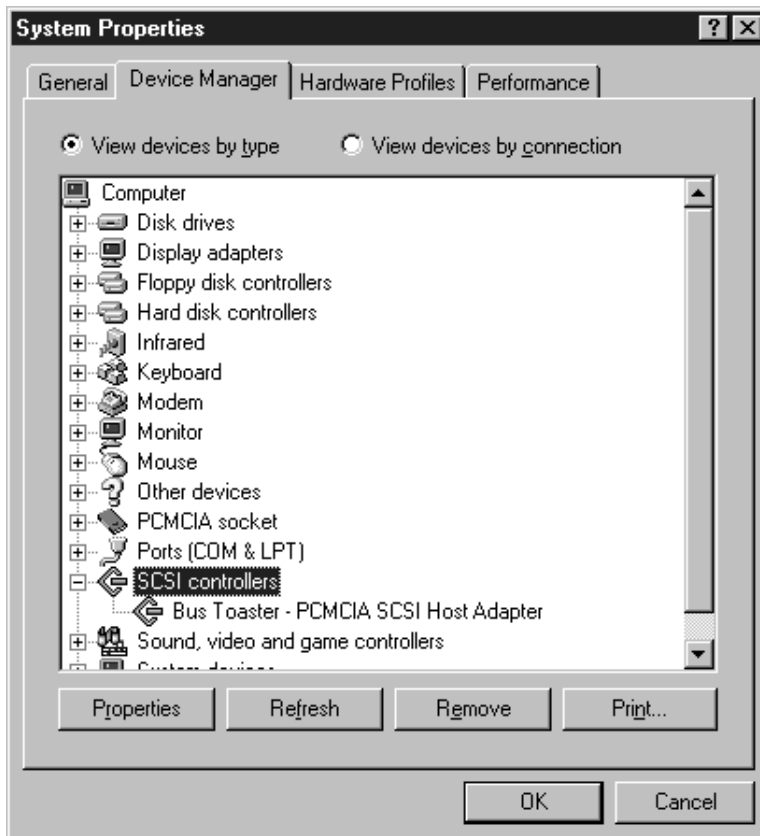 System Properties
General Device Manager Hardware Profiles Performance
View devices by type View devices by connection
Computer
Disk drives
Display adapters
Floppy disk controllers
Hard disk controllers
Infrared
Keyboard
Modem
Monitor
Mouse
Other devices
PCMCIA socket
Ports (COM & LPT)
SCSI controllers
Bus Toaster - PCMCIA SCSI Host Adapter
Sound, video and game controllers
System devices
Properties Refresh Remove Print...
OK Cancel